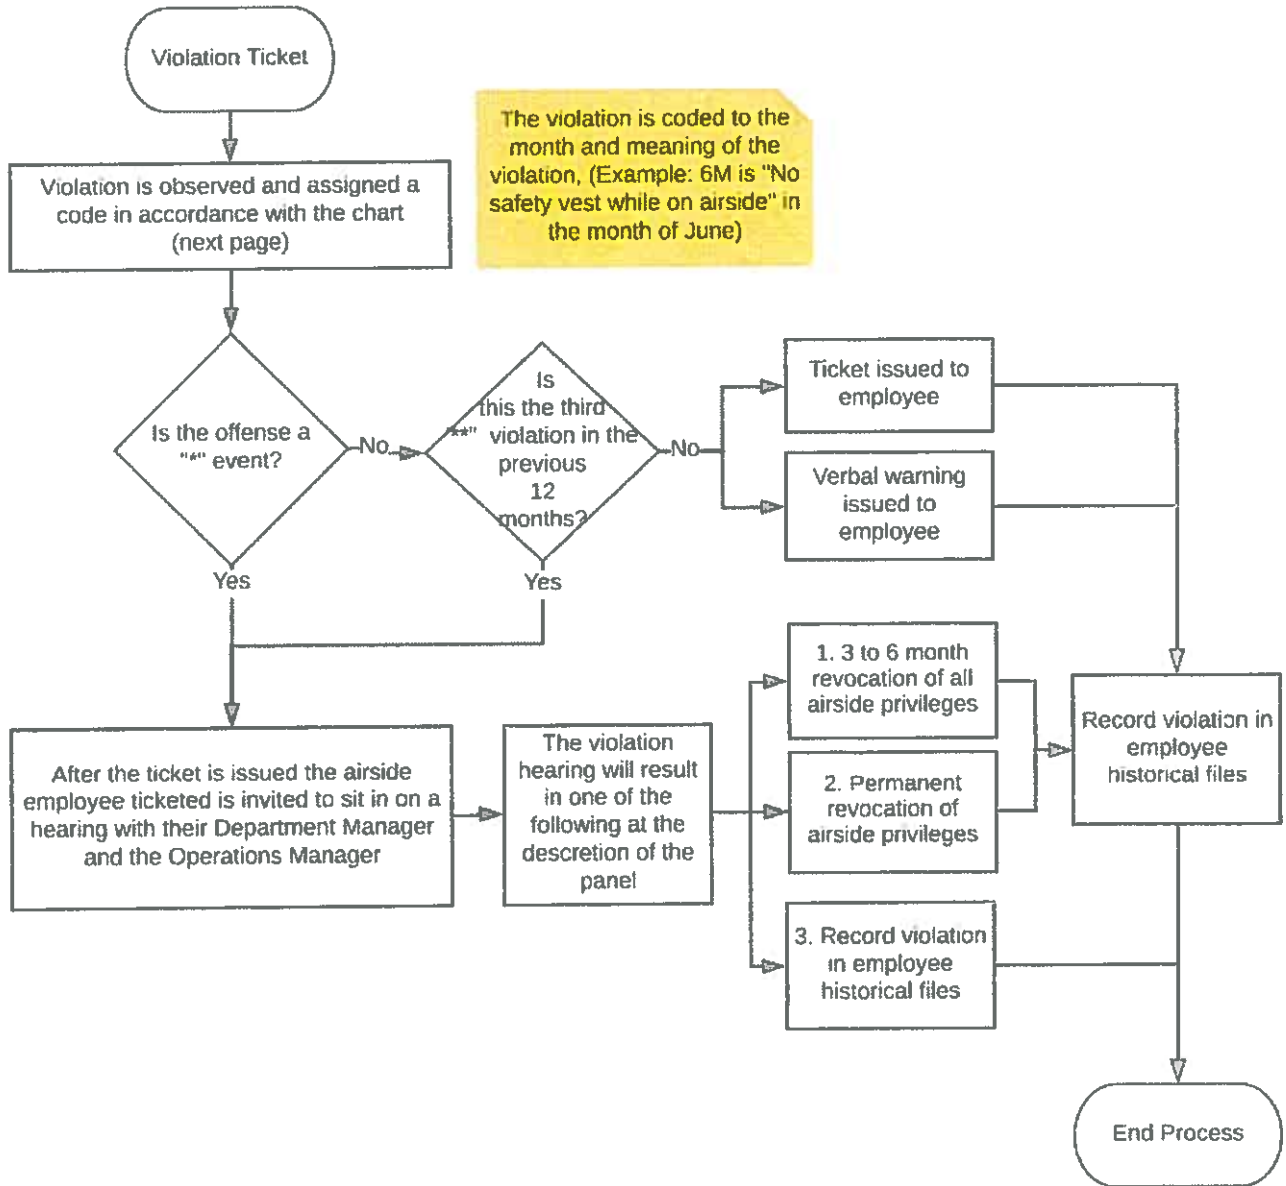 Violation Ticket
The violation is coded to the
month and meaning of the
violation, (Example: 6M is "No
safety vest while on airside" in
the month of June)
Violation is observed and assigned a
code in accordance with the chart
(next page)
Is the offense a
"*" event?
No
Is
this the third
"**" violation in the
previous
12
months?
No
Ticket issued to
employee
Verbal warning
issued to
employee
Yes
Yes
After the ticket is issued the airside
employee ticketed is invited to sit in on a
hearing with their Department Manager
and the Operations Manager
The violation
hearing will result
in one of the
following at the
descretion of the
panel
1. 3 to 6 month
revocation of all
airside privileges
2. Permanent
revocation of
airside privileges
3. Record violation
in employee
historical files
Record violation in
employee
historical files
End Process